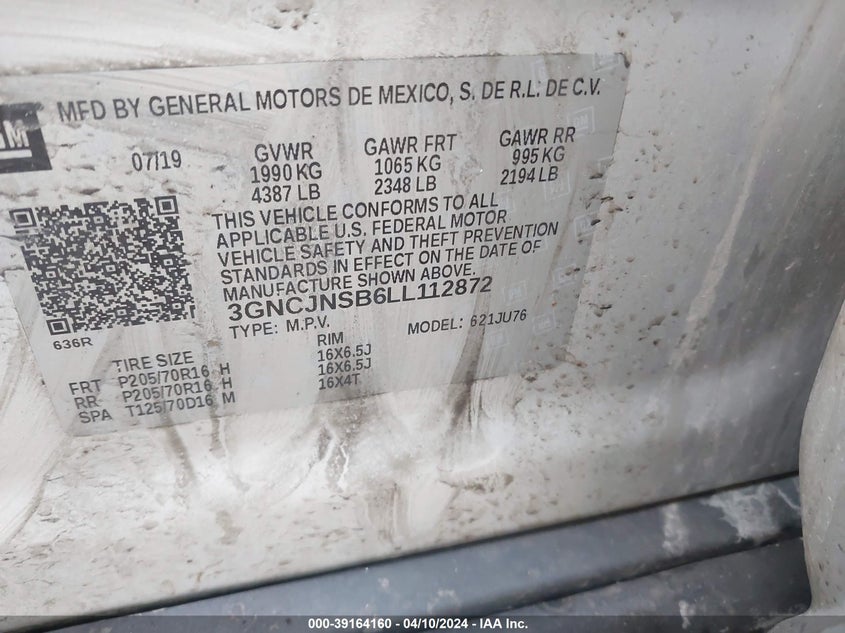 GM
MFD BY GENERAL MOTORS DE MEXICO, S. DE R.L. DE C.V.
07/19 GVWR GAWR FRT GAWR RR
1990 KG 1065 KG 995 KG
4387 LB 2348 LB 2194 LB
THIS VEHICLE CONFORMS TO ALL
APPLICABLE U.S. FEDERAL MOTOR
VEHICLE SAFETY AND THEFT PREVENTION
STANDARDS IN EFFECT ON THE DATE OF
MANUFACTURE SHOWN ABOVE.
3GNCJNSB6LL112872
TYPE: M.P.V. MODEL: 621JU76
636R
TIRE SIZE RIM
FRT P205/70R16 H 16X6.5J
RR P205/70R16 H 16X6.5J
SPA T125/70D16 M 16X4T
000-39164160 - 04/10/2024 - IAA Inc.